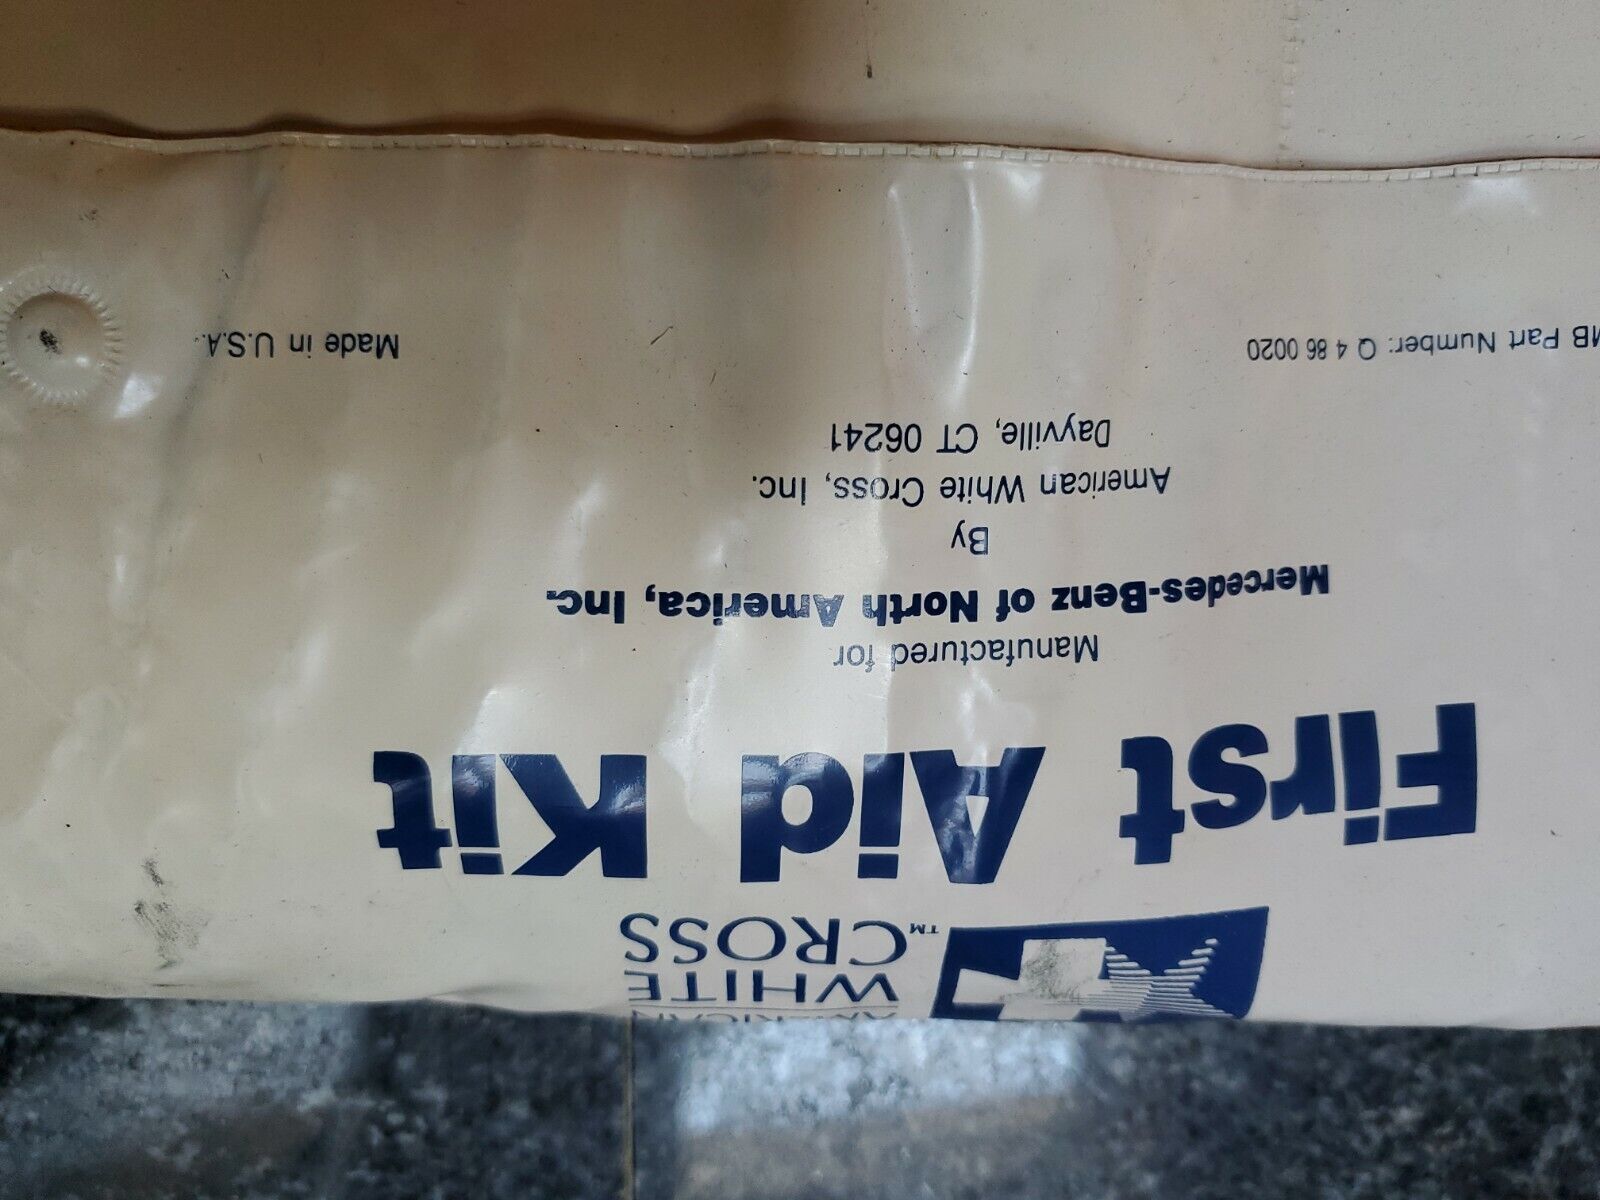 AMERICAN
WHITE
CROSS™
First Aid Kit
Manufactured for
Mercedes-Benz of North America, Inc.
By
American White Cross, Inc.
Dayville, CT 06241
MB Part Number: Q 4 86 0020
Made in U.S.A.